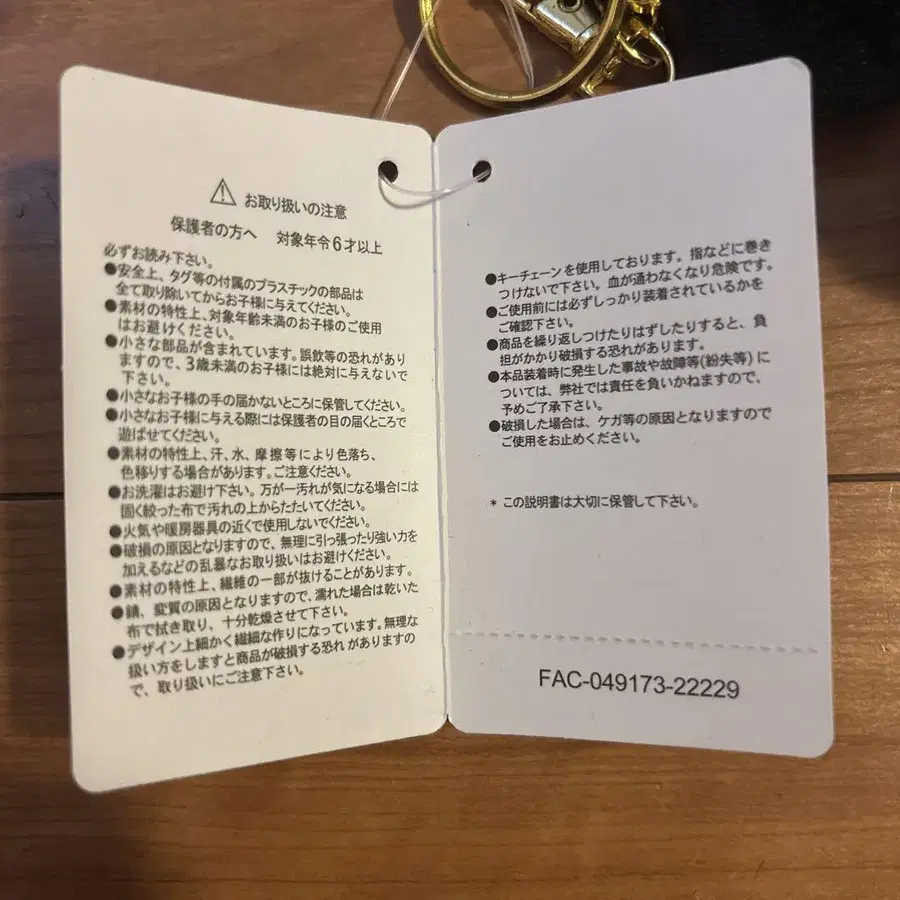 ⚠ お取り扱いの注意
保護者の方へ 対象年令6才以上
必ずお読み下さい。
●安全上、タグ等の付属のプラスチックの部品は
全て取り除いてからお子様に与えてください。
●素材の特性上、対象年齢未満のお子様のご使用
はお避けください。
●小さな部品が含まれています。誤飲等の恐れがあり
ますので、3歳未満のお子様には絶対に与えないで
下さい。
●小さなお子様の手の届かないところに保管してください。
●小さなお子様に与える際には保護者の目の届くところで
遊ばせてください。
●素材の特性上、汗、水、摩擦等により色落ち、
色移りする場合があります。ご注意ください。
●お洗濯はお避け下さい。万が一汚れが気になる場合には
固く絞った布で汚れの上からたたいてください。
●火気や暖房器具の近くで使用しないでください。
●破損の原因となりますので、無理に引っ張ったり強い力を
加えるなどの乱暴なお取り扱いはお避けください。
●素材の特性上、繊維の一部が抜けることがあります。
●錆、変質の原因となりますので、濡れた場合は乾いた
布で拭き取り、十分乾燥させて下さい。
●デザイン上細かく繊細な作りになっています。無理な
扱い方をしますと商品が破損する恐れがありますの
で、取り扱いにご注意下さい。
●キーチェーンを使用しております。指などに巻き
つけないで下さい。血が通わなくなり危険です。
●ご使用前には必ずしっかり装着されているかを
ご確認下さい。
●商品を繰り返しつけたりはずしたりすると、負
担がかかり破損する恐れがあります。
●本品装着時に発生した事故や故障等(紛失等)に
ついては、弊社では責任を負いかねますので、
予めご了承下さい。
●破損した場合は、ケガ等の原因となりますので
ご使用をお止めください。
* この説明書は大切に保管して下さい。
FAC-049173-22229